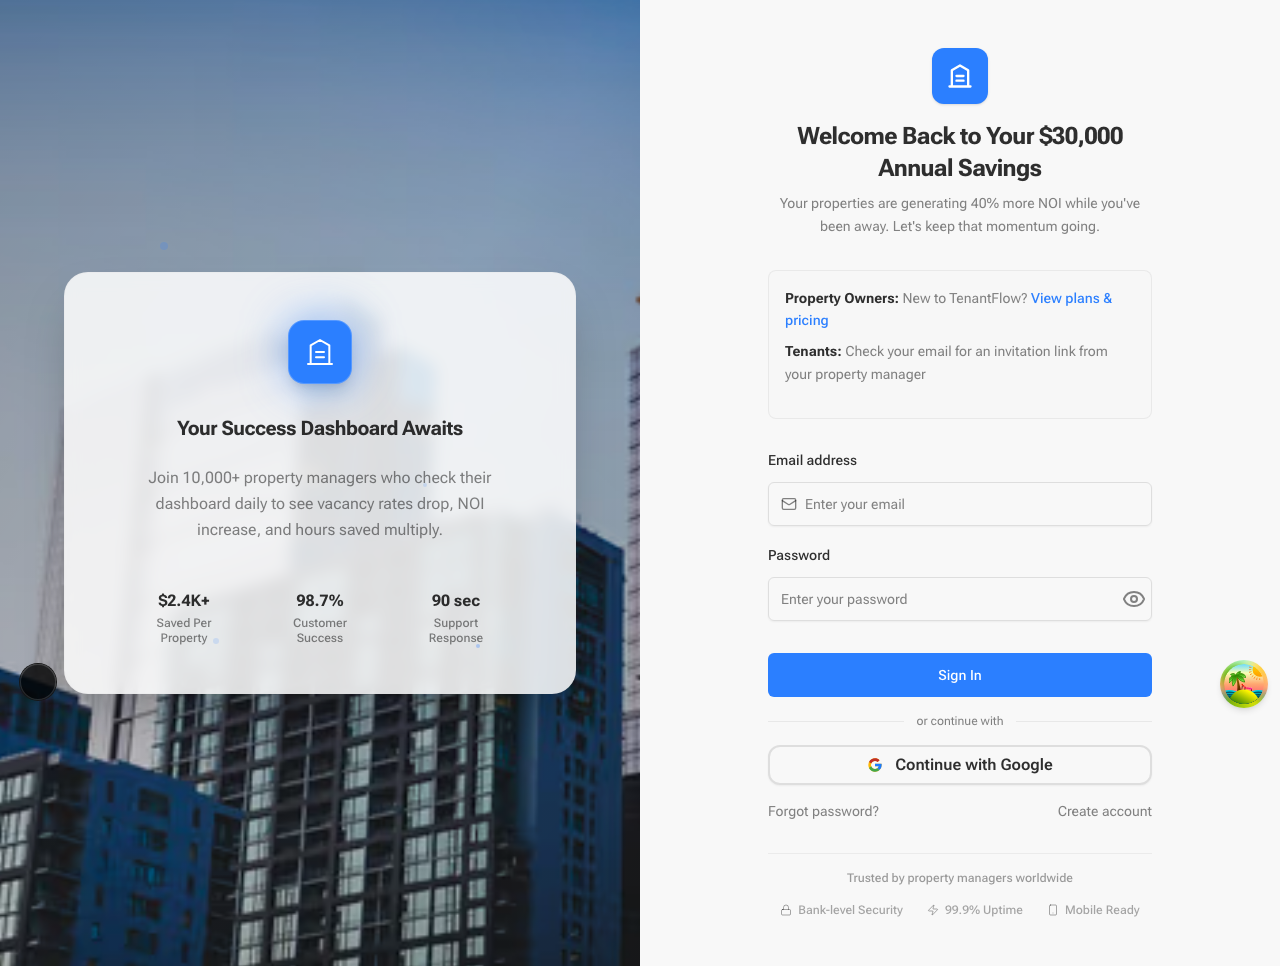 Your Success Dashboard Awaits
Join 10,000+ property managers who check their
dashboard daily to see vacancy rates drop, NOI
increase, and hours saved multiply.
$2.4K+
Saved Per
Property
98.7%
Customer
Success
90 sec
Support
Response
Welcome Back to Your $30,000
Annual Savings
Your properties are generating 40% more NOI while you've
been away. Let's keep that momentum going.
Property Owners: New to TenantFlow? View plans &
pricing
Tenants: Check your email for an invitation link from
your property manager
Email address
Enter your email
Password
Enter your password
Sign In
or continue with
Continue with Google
Forgot password?
Create account
Trusted by property managers worldwide
Bank-level Security
99.9% Uptime
Mobile Ready